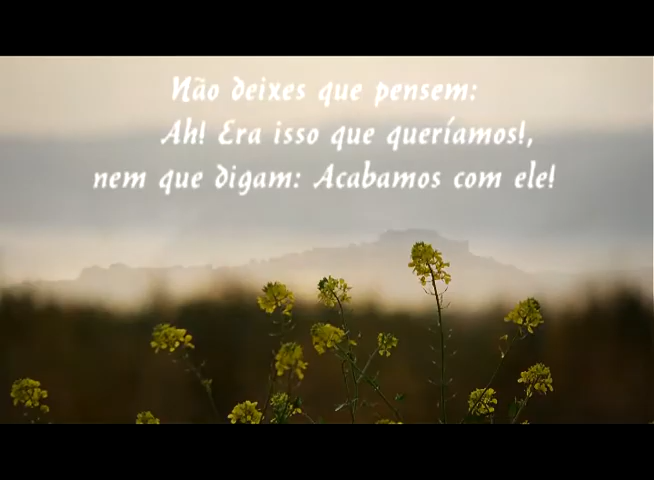 Não deixes que pensem:
Ah! Era isso que queríamos!,
nem que digam: Acabamos com ele!